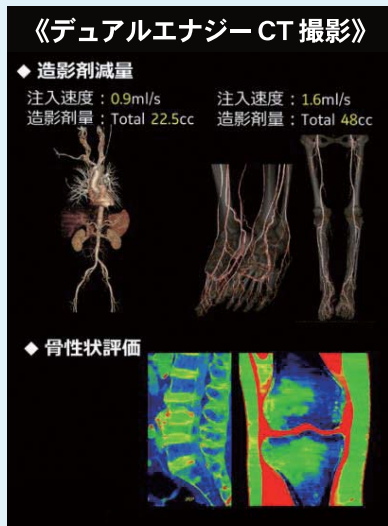 《デュアルエナジーCT撮影》
◆ 造影剤減量
注入速度：0.9ml/s
造影剤量：Total 22.5cc
注入速度：1.6ml/s
造影剤量：Total 48cc
◆ 骨性状評価